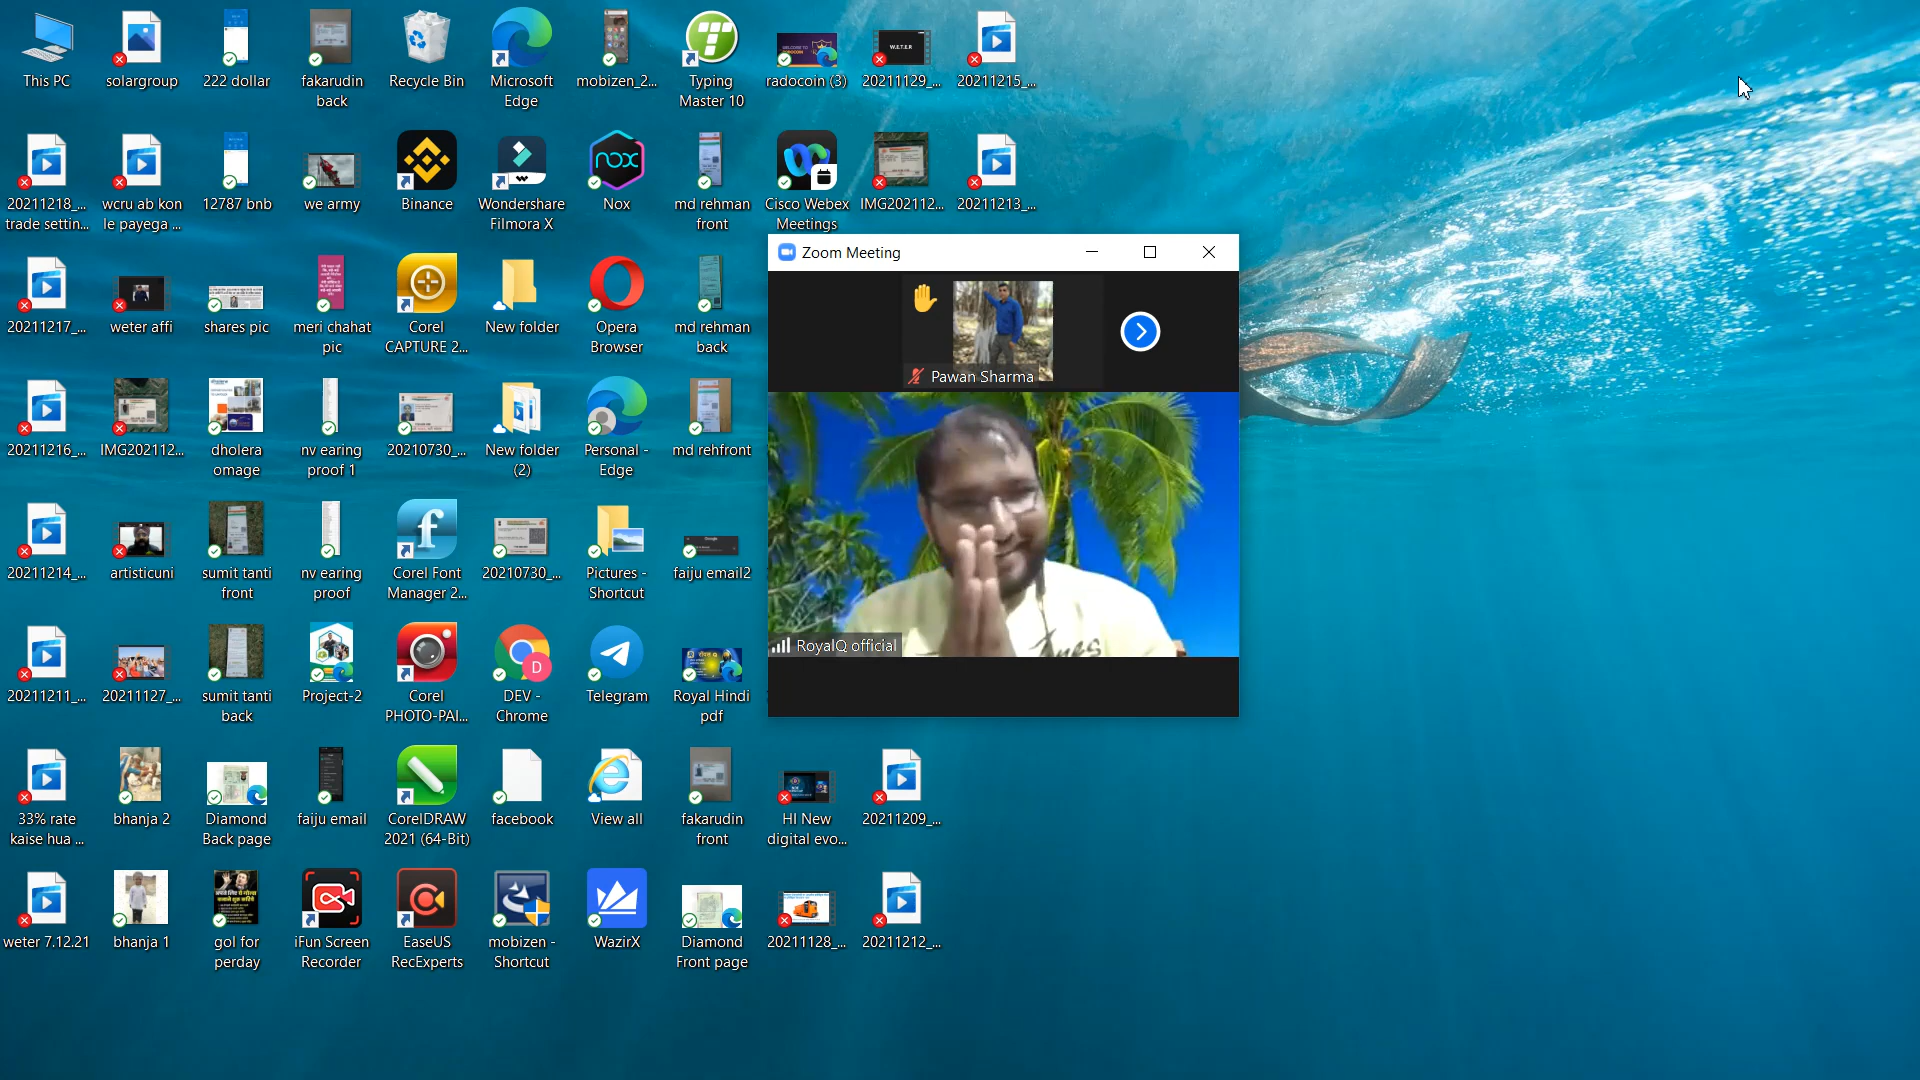 This PC
solargroup
222 dollar
fakarudin
back
Recycle Bin
Microsoft
Edge
mobizen_2...
Typing
Master 10
radocoin (3)
20211129_...
20211215_...
20211218_...
trade settin...
wcru ab kon
le payega ...
12787 bnb
we army
Binance
Wondershare
Filmora X
nox
Nox
md rehman
front
Cisco Webex
Meetings
IMG202112...
20211213_...
Zoom Meeting
20211217_...
weter affi
shares pic
meri chahat
pic
Corel
CAPTURE 2...
New folder
Opera
Browser
md rehman
back
Pawan Sharma
20211216_...
IMG202112...
dholera
omage
nv earing
proof 1
20210730_...
New folder
(2)
Personal -
Edge
md rehfront
20211214_...
artisticuni
sumit tanti
front
nv earing
proof
Corel Font
Manager 2...
20210730_...
Pictures -
Shortcut
faiju email2
RoyalQ official
20211211_...
20211127_...
sumit tanti
back
Project-2
Corel
PHOTO-PAI...
D
DEV -
Chrome
Telegram
Royal Hindi
pdf
33% rate
kaise hua ...
bhanja 2
Diamond
Back page
faiju email
CorelDRAW
2021 (64-Bit)
facebook
View all
fakarudin
front
HI New
digital evo...
20211209_...
weter 7.12.21
bhanja 1
gol for
perday
iFun Screen
Recorder
EaseUS
RecExperts
mobizen -
Shortcut
WazirX
Diamond
Front page
20211128_...
20211212_...